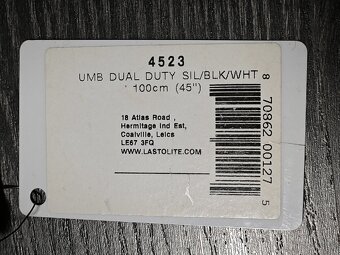 4523
UMB DUAL DUTY SIL/BLK/WHT
100cm (45")
18 Atlas Road ,
Hermitage Ind Est,
Coalville, Leics
LE67 3FQ
WWW.LASTOLITE.COM
8 70862 00127 5